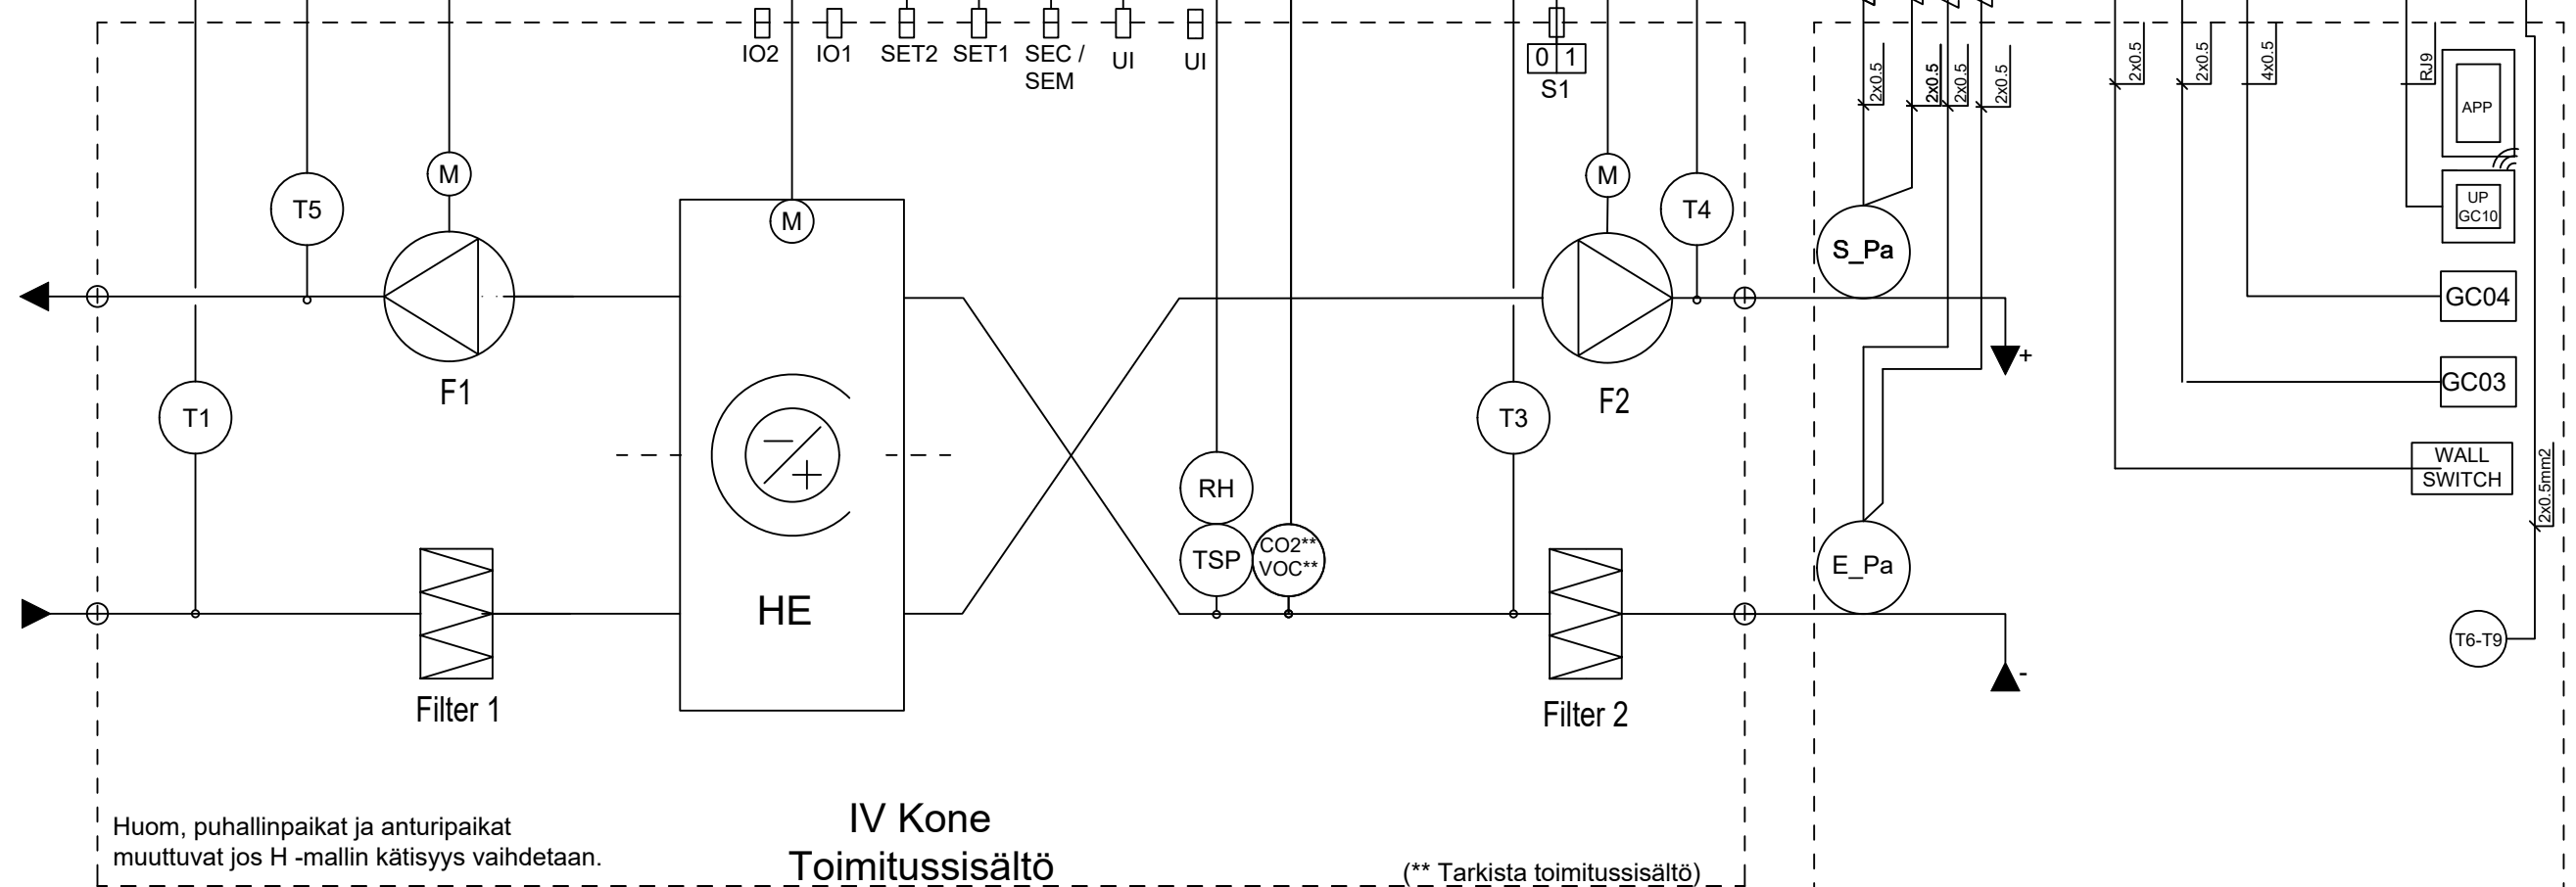 IO2
IO1
SET2
SET1
SEC /
SEM
UI
UI
0 1
S1
2x0.5
2x0.5
2x0.5
2x0.5
2x0.5
2x0.5
4x0.5
RJ9
APP
M
M
M
T5
T4
UP
GC10
S_Pa
GC04
+
F1
F2
GC03
T1
T3
WALL
SWITCH
2x0.5mm2
RH
TSP
CO2**
VOC**
E_Pa
HE
T6-T9
-
Filter 1
Filter 2
IV Kone
Toimitussisältö
Huom, puhallinpaikat ja anturipaikat
muuttuvat jos H -mallin kätisyys vaihdetaan.
(** Tarkista toimitussisältö)